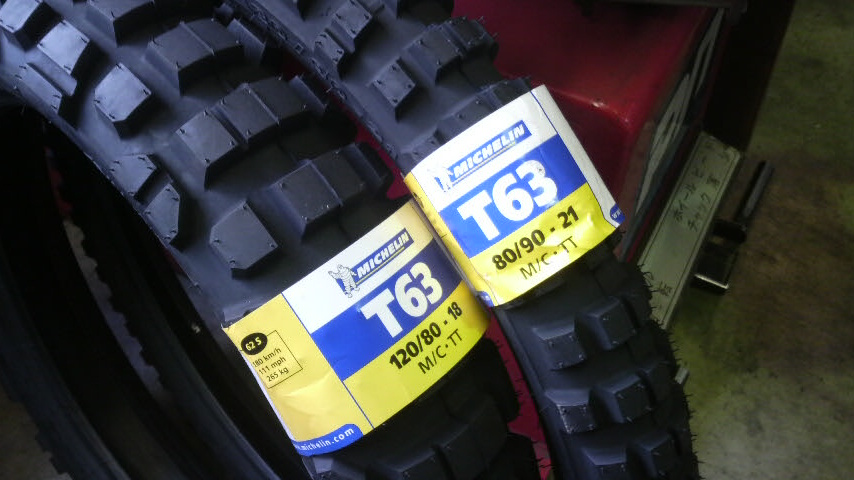 MICHELIN
T63
80/90 - 21
M/C - TT
MICHELIN
T63
120/80 - 18
M/C - TT
62 S
180 km/h
111 mph
265 kg
michelin.com